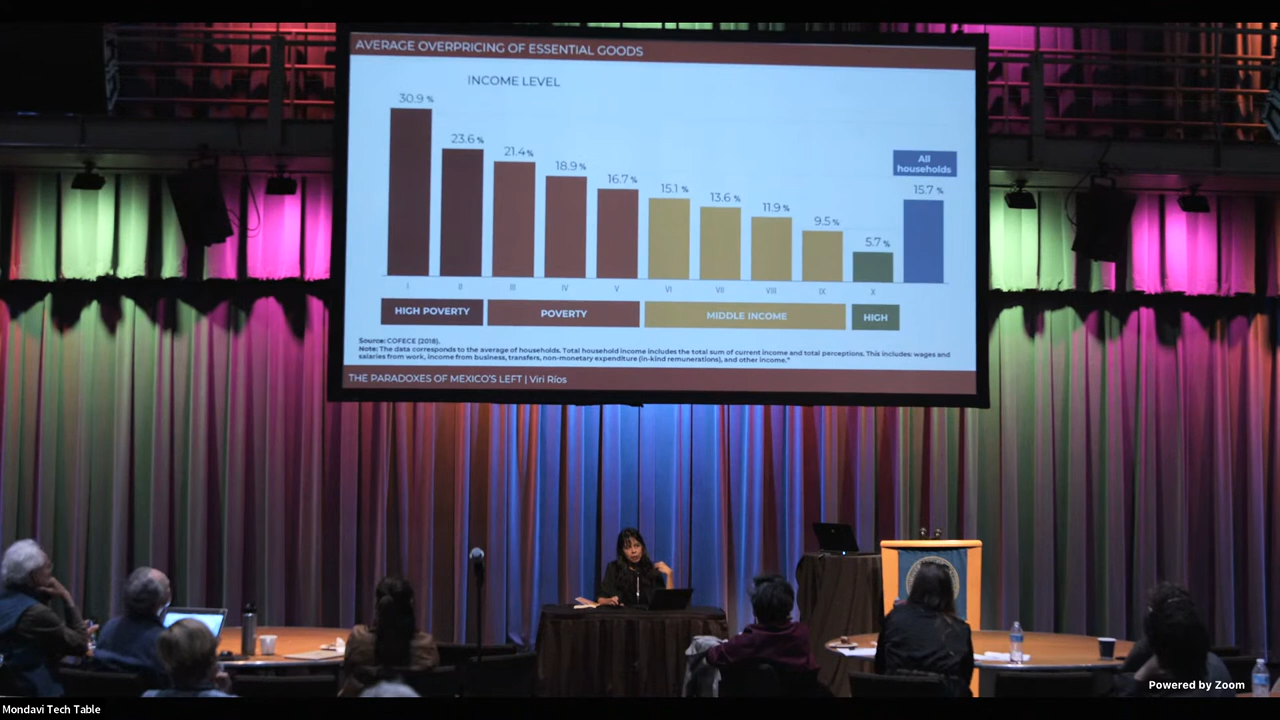 AVERAGE OVERPRICING OF ESSENTIAL GOODS
INCOME LEVEL
30.9 %
23.6 %
21.4 %
18.9 %
16.7 %
15.1 %
13.6 %
11.9 %
9.5 %
5.7 %
All
households
15.7 %
I II III IV V VI VII VIII IX X
HIGH POVERTY
POVERTY
MIDDLE INCOME
HIGH
Source: COFECE (2018).
Note: The data corresponds to the average of households. Total household income includes the total sum of current income and total perceptions. This includes: wages and
salaries from work, income from business, transfers, non-monetary expenditure (in-kind remunerations), and other income."
THE PARADOXES OF MEXICO'S LEFT | Viri Ríos
Powered by Zoom
Mondavi Tech Table